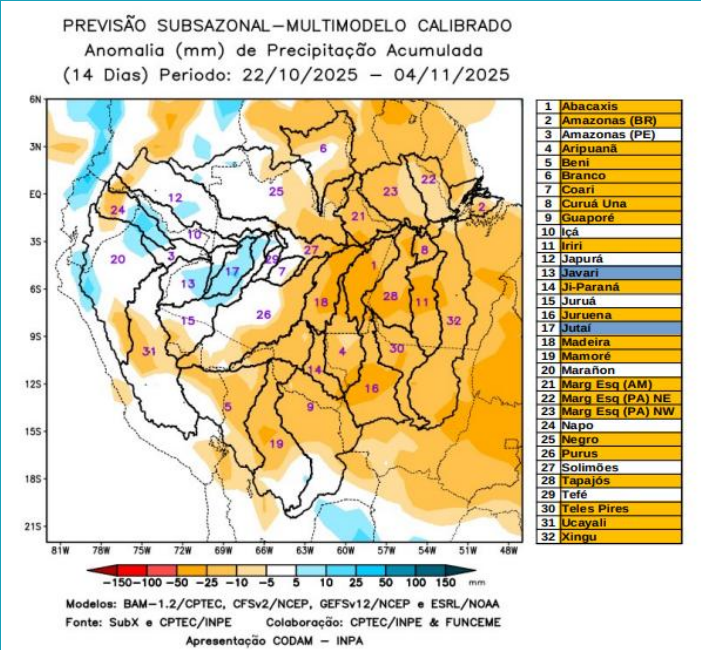 PREVISÃO SUBSAZONAL–MULTIMODELO CALIBRADO
Anomalia (mm) de Precipitação Acumulada
(14 Dias) Periodo: 22/10/2025 – 04/11/2025
6N
3N
EQ
3S
6S
9S
12S
15S
18S
21S
81W 78W 75W 72W 69W 66W 63W 60W 57W 54W 51W 48W
6
12
25
23
22
24
21
2
10
20
3
29
27
8
13
17
7
1
18
28
11
15
26
32
31
4
30
14
16
5
9
19
1 Abacaxis
2 Amazonas (BR)
3 Amazonas (PE)
4 Aripuanã
5 Beni
6 Branco
7 Coari
8 Curuá Una
9 Guaporé
10 Içá
11 Iriri
12 Japurá
13 Javari
14 Ji-Paraná
15 Juruá
16 Juruena
17 Jutaí
18 Madeira
19 Mamoré
20 Marañon
21 Marg Esq (AM)
22 Marg Esq (PA) NE
23 Marg Esq (PA) NW
24 Napo
25 Negro
26 Purus
27 Solimões
28 Tapajós
29 Tefé
30 Teles Pires
31 Ucayali
32 Xingu
−150 −100 −50 −25 −10 −5 5 10 25 50 100 150 mm
Modelos: BAM−1.2/CPTEC, CFSv2/NCEP, GEFSv12/NCEP e ESRL/NOAA
Fonte: SubX e CPTEC/INPE Colaboração: CPTEC/INPE & FUNCEME
Apresentação CODAM − INPA